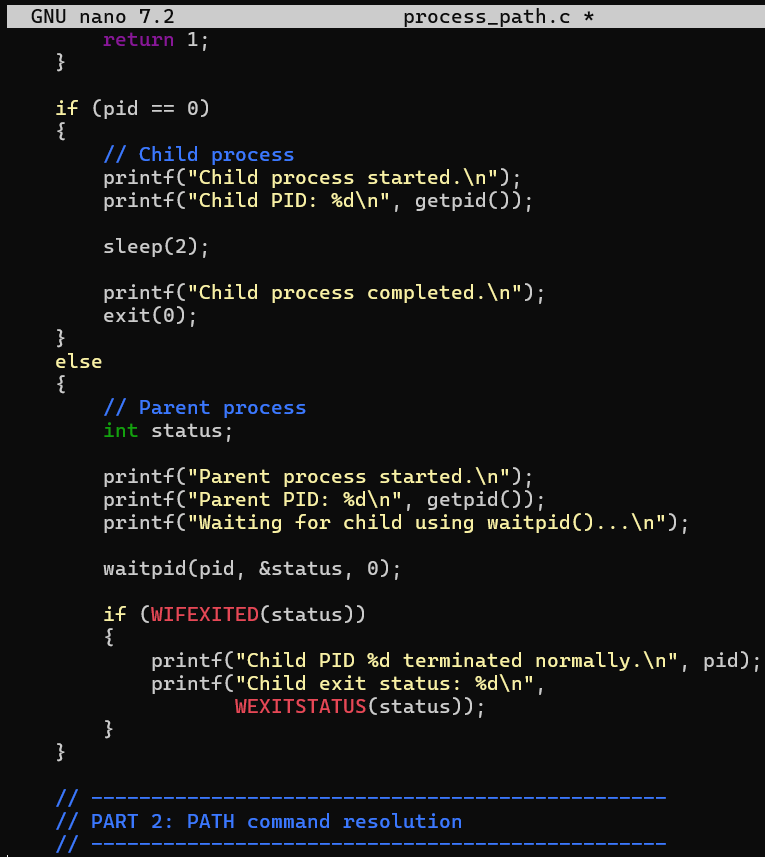 GNU nano 7.2 process_path.c *
return 1;
}
if (pid == 0)
{
// Child process
printf("Child process started.\n");
printf("Child PID: %d\n", getpid());
sleep(2);
printf("Child process completed.\n");
exit(0);
}
else
{
// Parent process
int status;
printf("Parent process started.\n");
printf("Parent PID: %d\n", getpid());
printf("Waiting for child using waitpid()...\n");
waitpid(pid, &status, 0);
if (WIFEXITED(status))
{
printf("Child PID %d terminated normally.\n", pid);
printf("Child exit status: %d\n",
WEXITSTATUS(status));
}
}
// ------------------------------------------------
// PART 2: PATH command resolution
// ------------------------------------------------